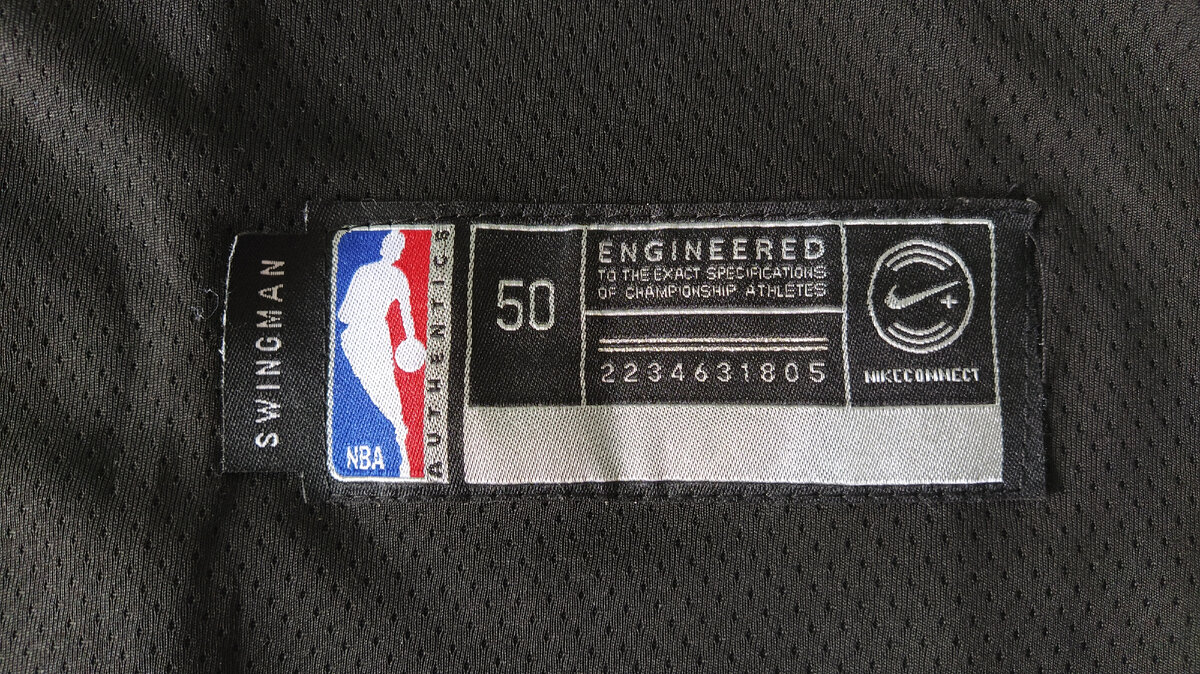 SWINGMAN
NBA
AUTHENTICS
50
ENGINEERED
TO THE EXACT SPECIFICATIONS
OF CHAMPIONSHIP ATHLETES
2234631805
NIKECONNECT